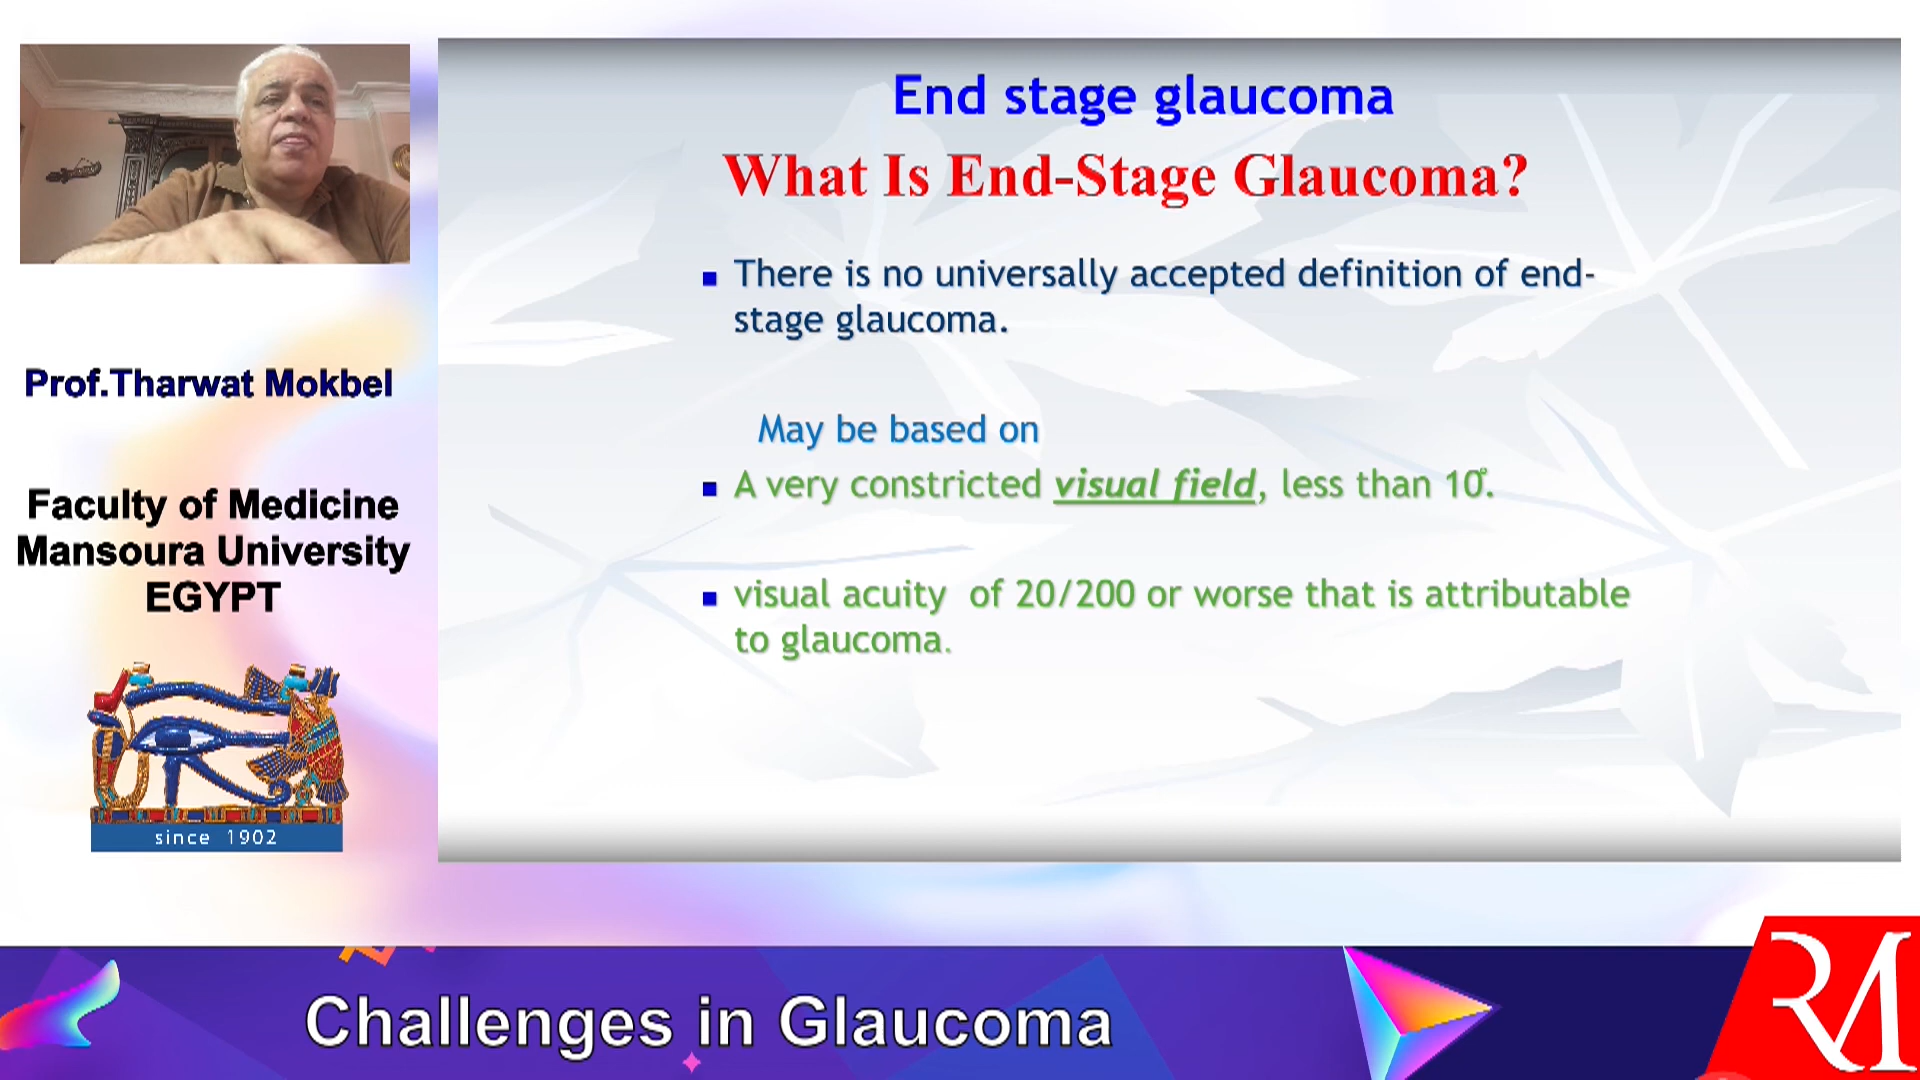 Prof.Tharwat Mokbel
Faculty of Medicine
Mansoura University
EGYPT
since 1902
End stage glaucoma
What Is End-Stage Glaucoma?
There is no universally accepted definition of end-
stage glaucoma.
May be based on
A very constricted visual field, less than 10°.
visual acuity of 20/200 or worse that is attributable
to glaucoma.
Challenges in Glaucoma
RM